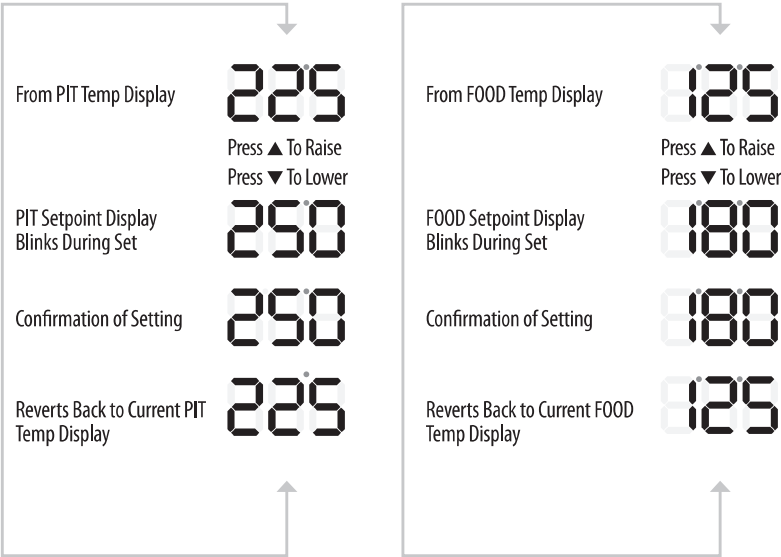 From PIT Temp Display
225
Press ▲ To Raise
Press ▼ To Lower
PIT Setpoint Display
Blinks During Set
250
Confirmation of Setting
250
Reverts Back to Current PIT
Temp Display
225
From FOOD Temp Display
125
Press ▲ To Raise
Press ▼ To Lower
FOOD Setpoint Display
Blinks During Set
180
Confirmation of Setting
180
Reverts Back to Current FOOD
Temp Display
125